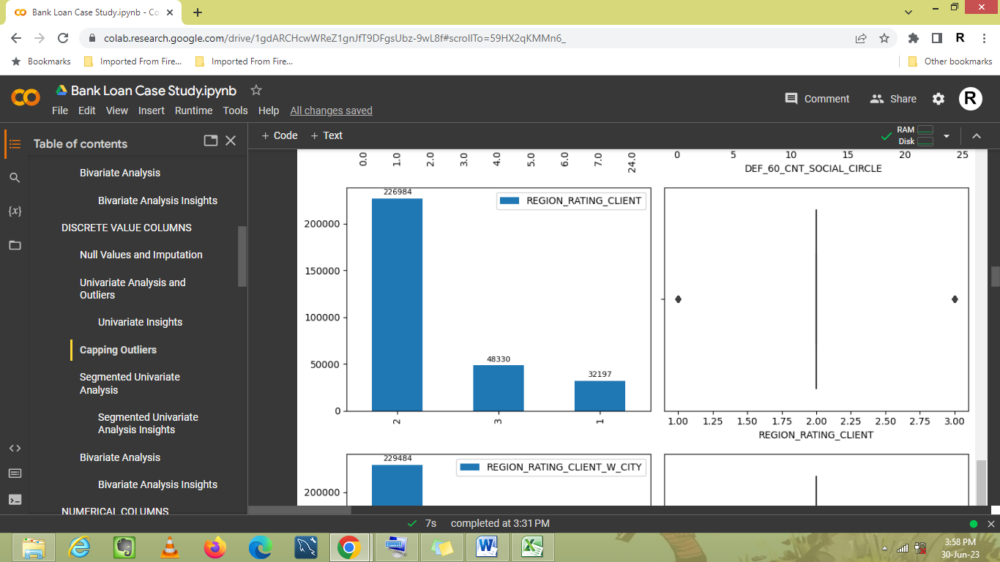 Bank Loan Case Study.ipynb - Co
colab.research.google.com/drive/1gdARCHcwWReZ1gnJfT9DFgsUbz-9wL8f#scrollTo=59HX2qKMMn6_
R
Bookmarks
Imported From Fire...
Imported From Fire...
Other bookmarks
Bank Loan Case Study.ipynb
Comment
Share
R
File Edit View Insert Runtime Tools Help All changes saved
Table of contents
+ Code + Text
RAM
Disk
Bivariate Analysis
Bivariate Analysis Insights
DISCRETE VALUE COLUMNS
Null Values and Imputation
Univariate Analysis and
Outliers
Univariate Insights
Capping Outliers
Segmented Univariate
Analysis
Segmented Univariate
Analysis Insights
Bivariate Analysis
Bivariate Analysis Insights
NUMERICAL COLUMNS
{x}
0.0 1.0 2.0 3.0 4.0 5.0 6.0 7.0 24.0
0 5 10 15 20 25
DEF_60_CNT_SOCIAL_CIRCLE
226984
REGION_RATING_CLIENT
200000
150000
100000
50000
0
48330
32197
2 3 1
1.00 1.25 1.50 1.75 2.00 2.25 2.50 2.75 3.00
REGION_RATING_CLIENT
229484
REGION_RATING_CLIENT_W_CITY
200000
7s completed at 3:31 PM
3:58 PM
30-Jun-23